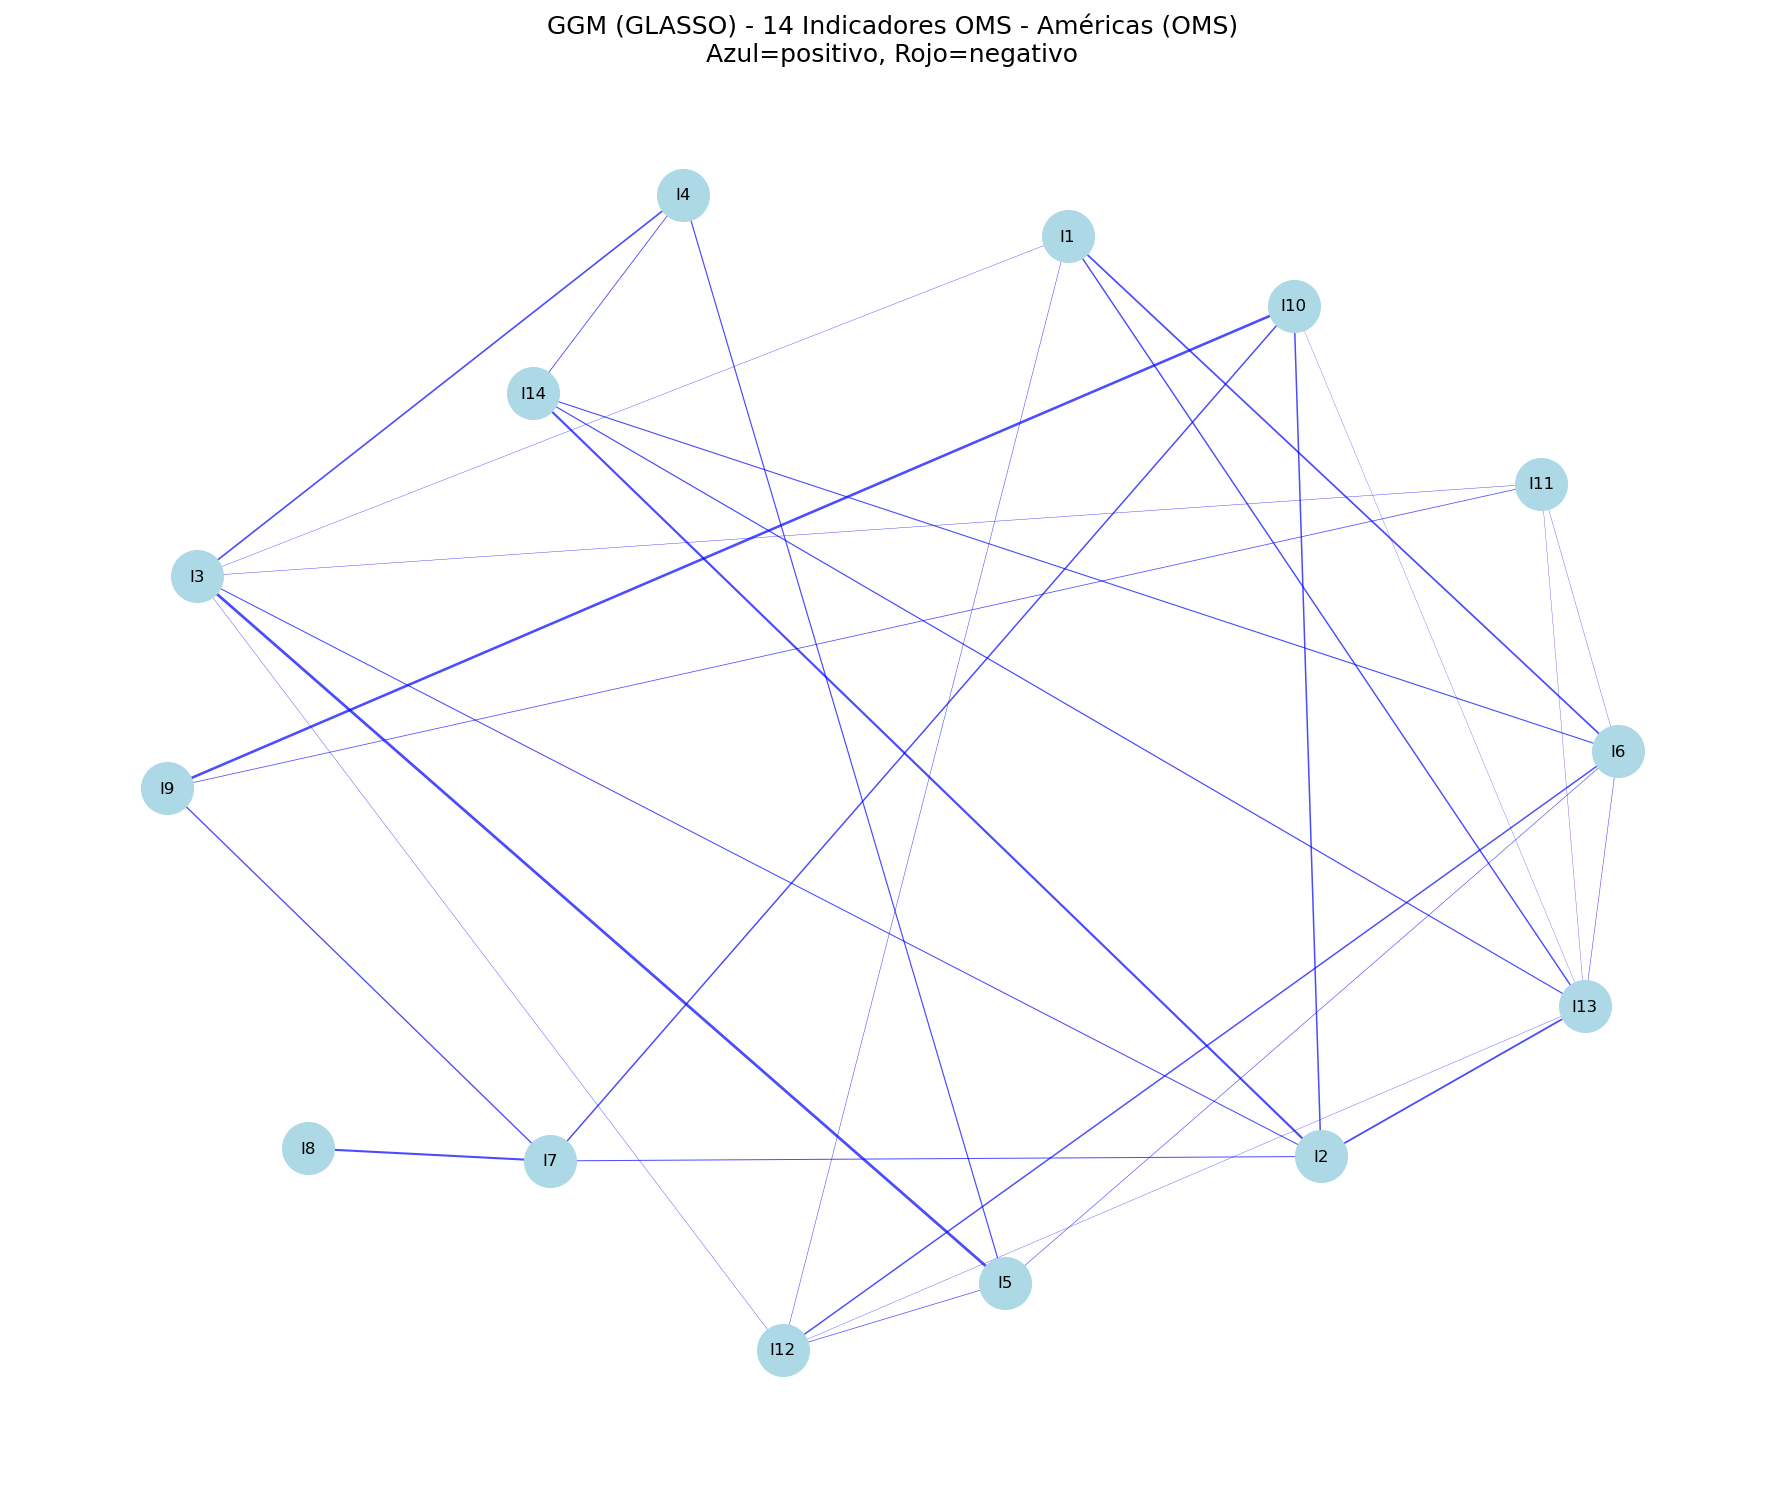 GGM (GLASSO) - 14 Indicadores OMS - Américas (OMS)
Azul=positivo, Rojo=negativo
I4
I1
I10
I14
I11
I3
I6
I9
I13
I8
I7
I2
I5
I12